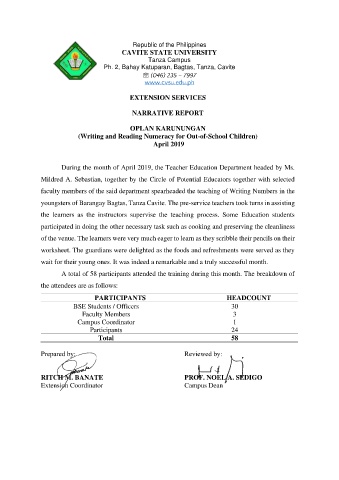 Republic of the Philippines
CAVITE STATE UNIVERSITY
Tanza Campus
Ph. 2, Bahay Katuparan, Bagtas, Tanza, Cavite
☏ (046) 235 – 7997
www.cvsu.edu.ph
EXTENSION SERVICES
NARRATIVE REPORT
OPLAN KARUNUNGAN
(Writing and Reading Numeracy for Out-of-School Children)
April 2019
During the month of April 2019, the Teacher Education Department headed by Ms.
Mildred A. Sebastian, together by the Circle of Potential Educators together with selected
faculty members of the said department spearheaded the teaching of Writing Numbers in the
youngsters of Barangay Bagtas, Tanza Cavite. The pre-service teachers took turns in assisting
the learners as the instructors supervise the teaching process. Some Education students
participated in doing the other necessary task such as cooking and preserving the cleanliness
of the venue. The learners were very much eager to learn as they scribble their pencils on their
worksheet. The guardians were delighted as the foods and refreshments were served as they
wait for their young ones. It was indeed a remarkable and a truly successful month.
A total of 58 participants attended the training during this month. The breakdown of
the attendees are as follows:
PARTICIPANTS HEADCOUNT
BSE Students / Officers 30
Faculty Members 3
Campus Coordinator 1
Participants 24
Total 58
Prepared by: Reviewed by:
RITCH M. BANATE PROF. NOEL A. SEDIGO
Extension Coordinator Campus Dean